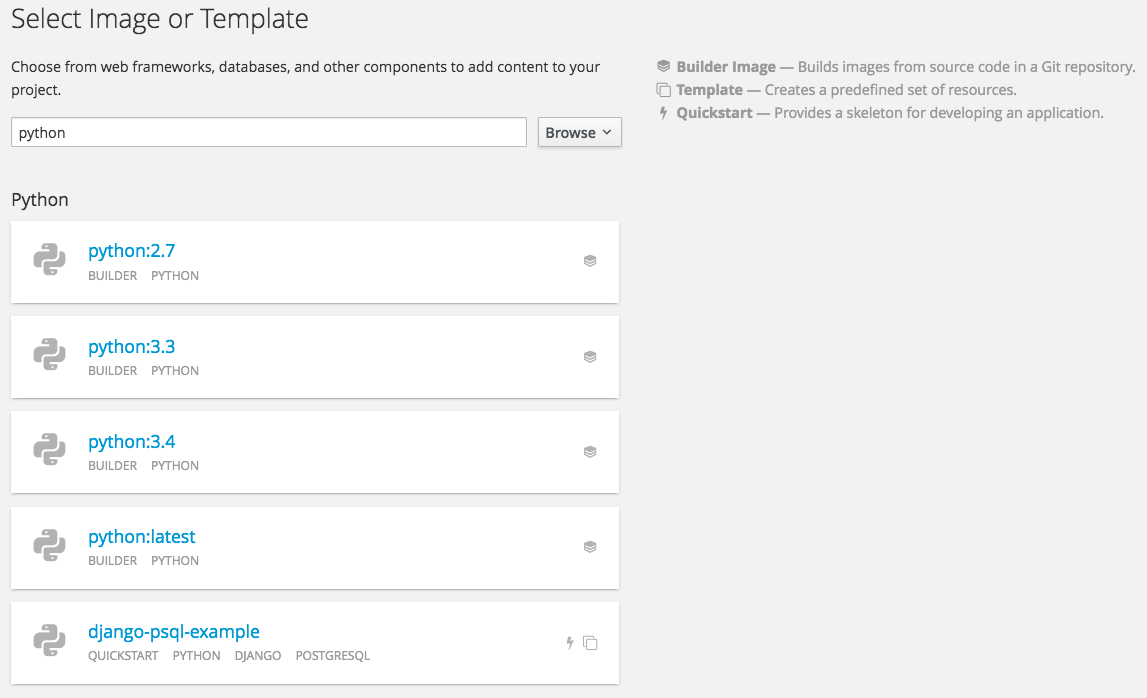 Select Image or Template
Choose from web frameworks, databases, and other components to add content to your
project.
python
Browse
Builder Image — Builds images from source code in a Git repository.
Template — Creates a predefined set of resources.
Quickstart — Provides a skeleton for developing an application.
Python
python:2.7
BUILDER PYTHON
python:3.3
BUILDER PYTHON
python:3.4
BUILDER PYTHON
python:latest
BUILDER PYTHON
django-psql-example
QUICKSTART PYTHON DJANGO POSTGRESQL